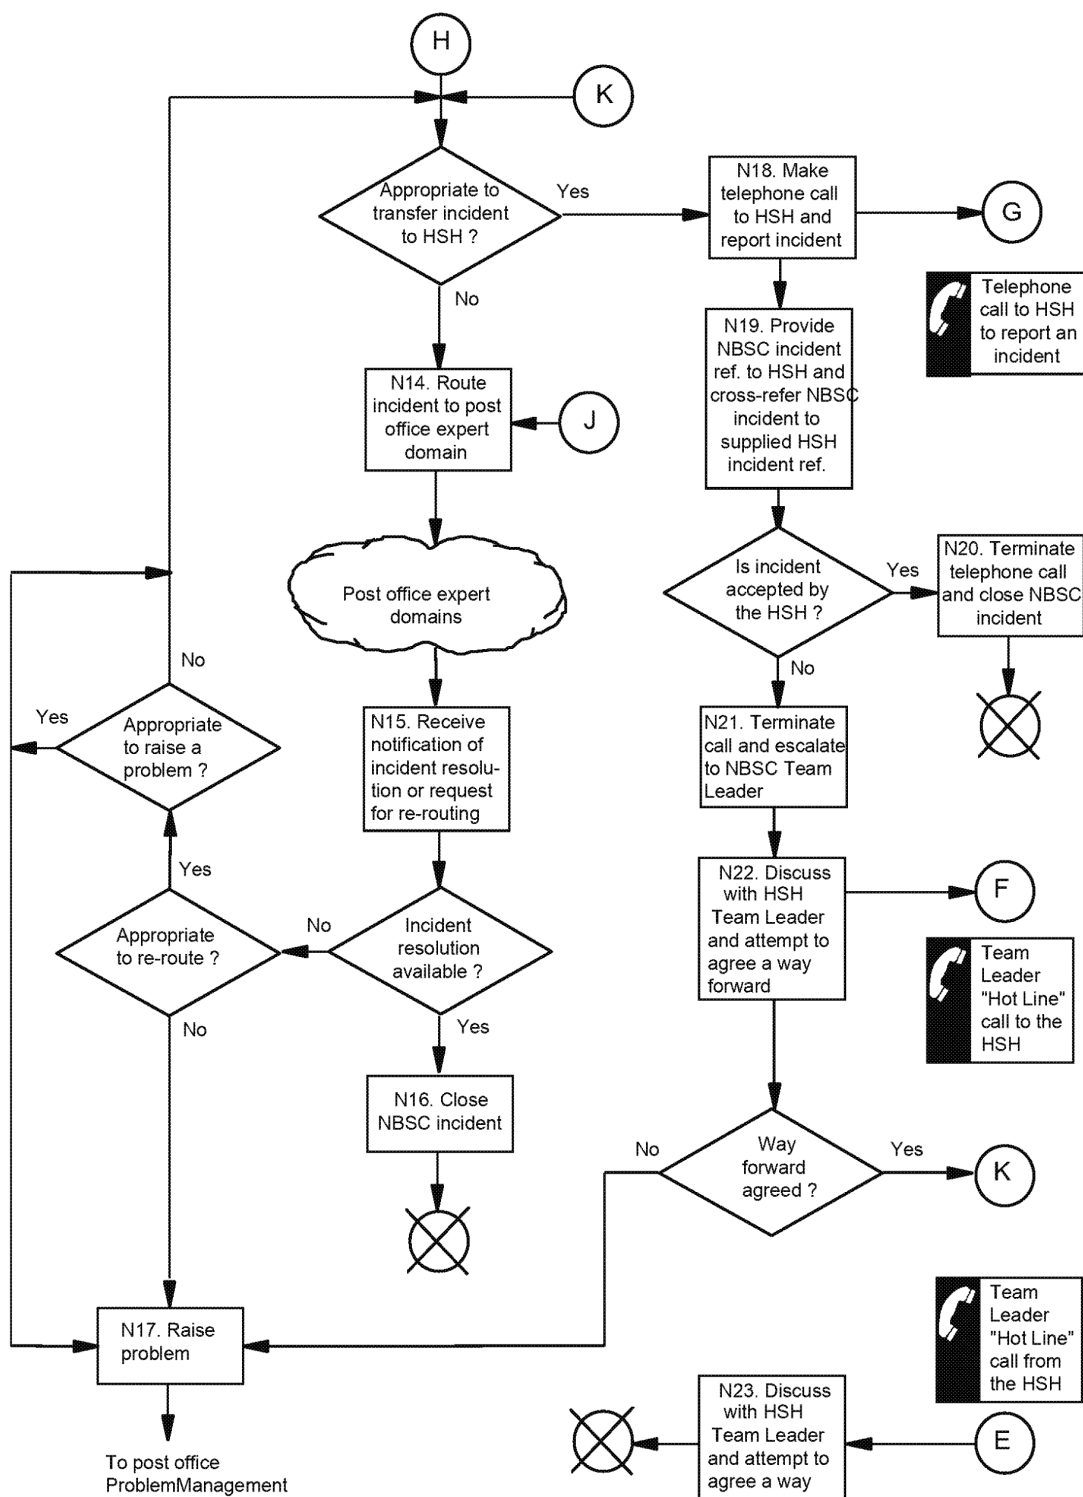 H
K
Appropriate to
transfer incident
to HSH ?
Yes
No
N18. Make
telephone call
to HSH and
report incident
G
Telephone
call to HSH
to report an
incident
N19. Provide
NBSC incident
ref. to HSH and
cross-refer NBSC
incident to
supplied HSH
incident ref.
N14. Route
incident to post
office expert
domain
J
Post office expert
domains
Is incident
accepted by
the HSH ?
Yes
No
N20. Terminate
telephone call
and close NBSC
incident
No
Yes
Appropriate
to raise a
problem ?
N15. Receive
notification of
incident resolu-
tion or request
for re-routing
N21. Terminate
call and escalate
to NBSC Team
Leader
Yes
Appropriate
to re-route ?
No
No
Incident
resolution
available ?
Yes
N22. Discuss
with HSH
Team Leader
and attempt to
agree a way
forward
F
Team
Leader
"Hot Line"
call to the
HSH
N16. Close
NBSC incident
No
Way
forward
agreed ?
Yes
K
N17. Raise
problem
Team
Leader
"Hot Line"
call from
the HSH
N23. Discuss
with HSH
Team Leader
and attempt to
agree a way
E
To post office
ProblemManagement